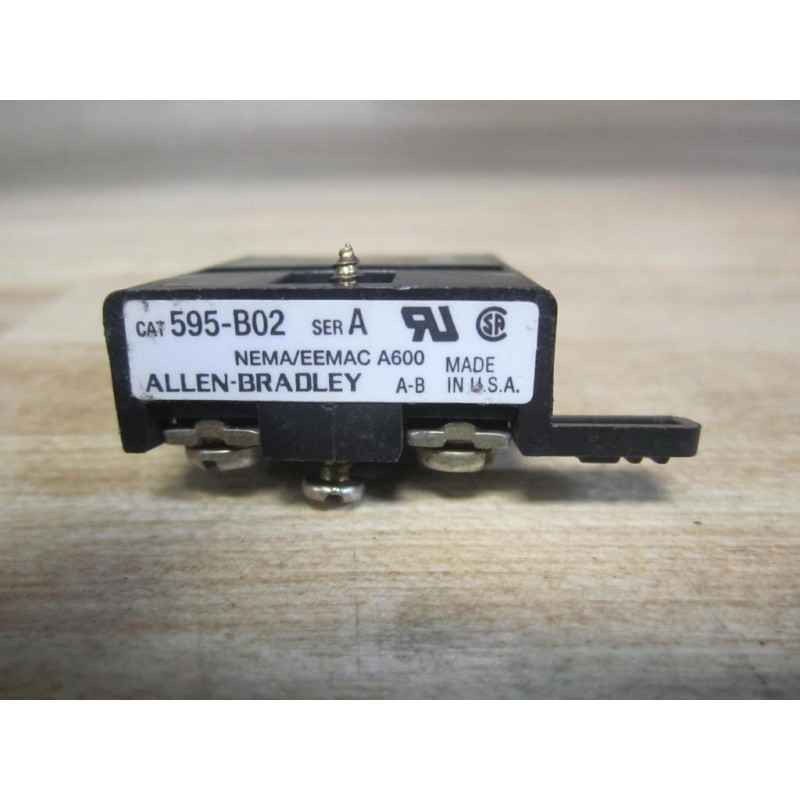 CAT 595-B02 SER A
NEMA/EEMAC A600
ALLEN-BRADLEY A-B
MADE
IN U.S.A.